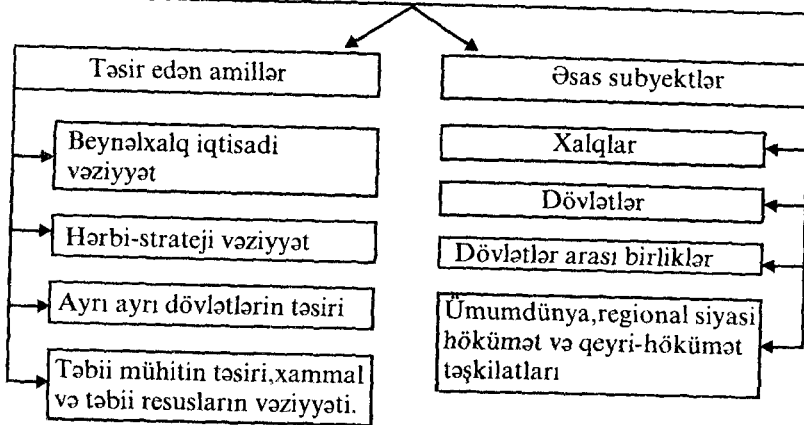 Təsir edən amillər
Beynəlxalq iqtisadi
vəziyyət
Hərbi-strateji vəziyyət
Ayrı ayrı dövlətlərin təsiri
Təbii mühitin təsiri,xammal
və təbii resusların vəziyyəti.
Əsas subyektlər
Xalqlar
Dövlətlər
Dövlətlər arası birliklər
Ümumdünya,regional siyasi
hökümət və qeyri-hökümət
təşkilatları